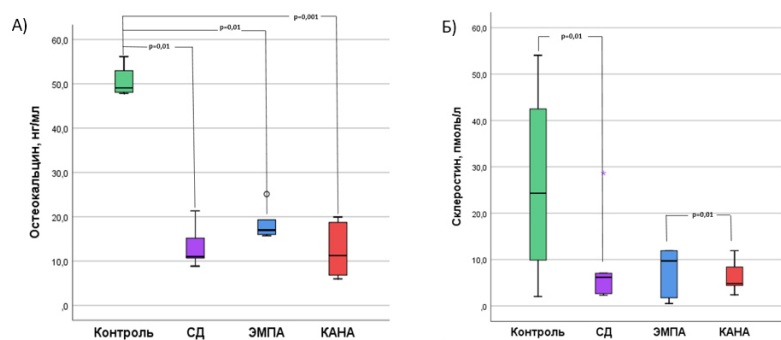 А)
p=0,001
p=0,01
p=0,01
Остеокальцин, нг/мл
60,0
50,0
40,0
30,0
20,0
10,0
,0
Контроль СД ЭМПА КАНА
Б)
p=0,01
p=0,01
Склеростин, пмоль/л
60,0
50,0
40,0
30,0
20,0
10,0
,0
Контроль СД ЭМПА КАНА